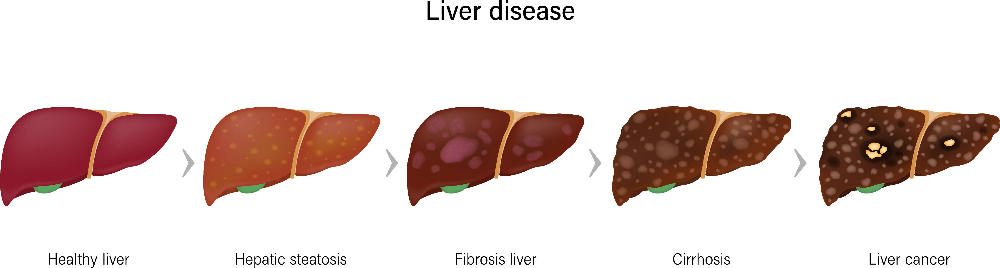 Liver disease
Healthy liver
Hepatic steatosis
Fibrosis liver
Cirrhosis
Liver cancer